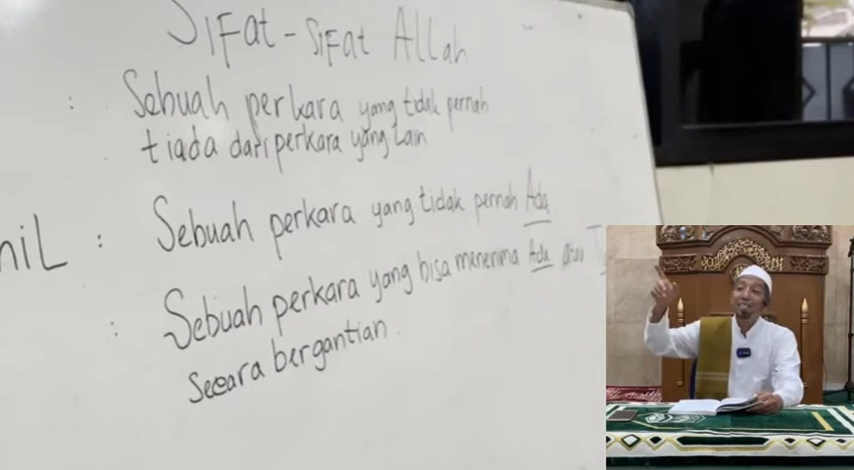 Sifat - Sifat Allah
: Sebuah perkara yang tidak pernah
tiada dari perkara yang Lain
: Sebuah perkara yang tidak pernah Ada
: Sebuah perkara yang bisa menerima Ada atau
secara bergantian.